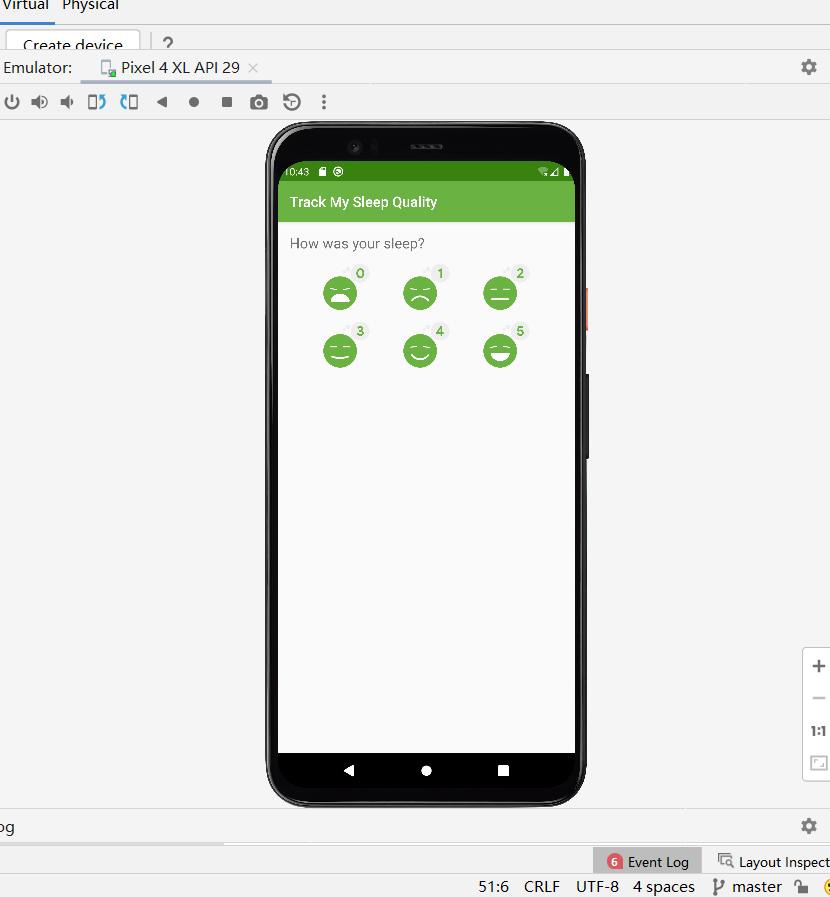 Virtual Physical
Create device ?
Emulator: Pixel 4 XL API 29
10:43
Track My Sleep Quality
How was your sleep?
0 1 2
3 4 5
1:1
og
6 Event Log Layout Inspect
51:6 CRLF UTF-8 4 spaces master